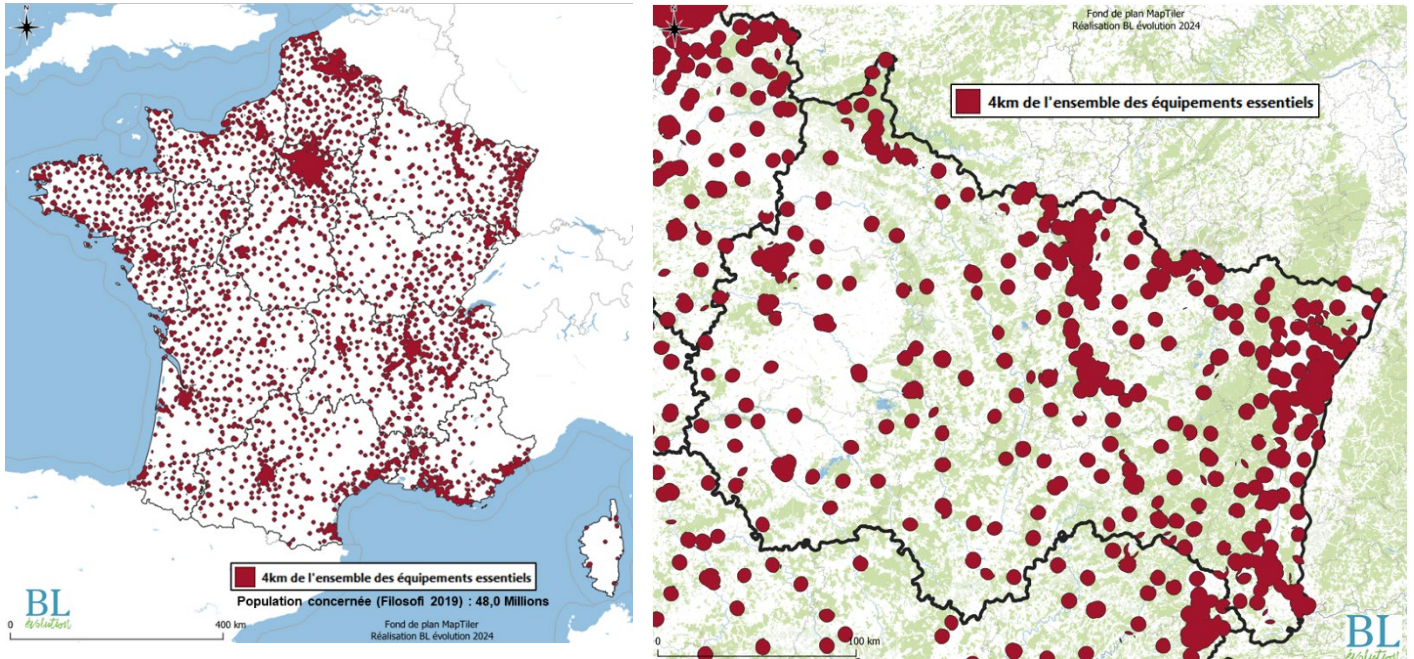 4km de l'ensemble des équipements essentiels
Population concernée (Filosofi 2019) : 48,0 Millions
BL
évolution
0
400 km
Fond de plan MapTiler
Réalisation BL évolution 2024
Fond de plan MapTiler
Réalisation BL évolution 2024
4km de l'ensemble des équipements essentiels
0
100 km
BL
évolution